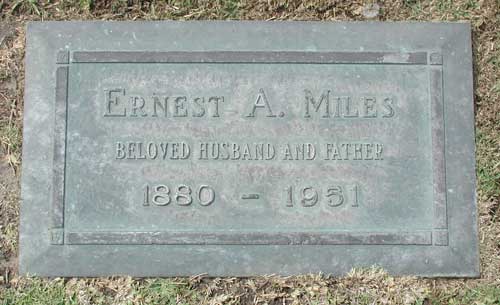 ERNEST A. MILES
BELOVED HUSBAND AND FATHER
1880 - 1951